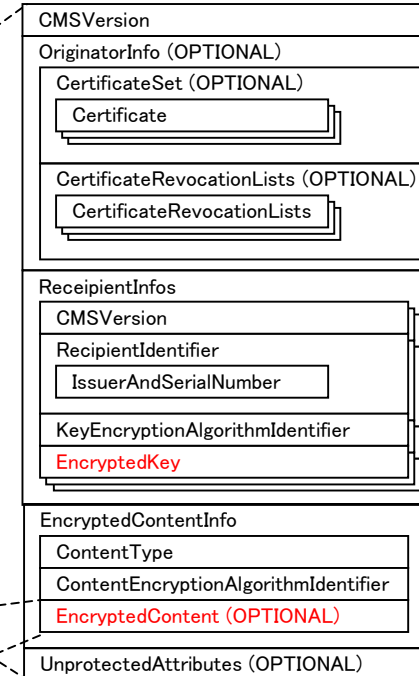 CMSVersion
OriginatorInfo (OPTIONAL)
CertificateSet (OPTIONAL)
Certificate
CertificateRevocationLists (OPTIONAL)
CertificateRevocationLists
ReceipientInfos
CMSVersion
RecipientIdentifier
IssuerAndSerialNumber
KeyEncryptionAlgorithmIdentifier
EncryptedKey
EncryptedContentInfo
ContentType
ContentEncryptionAlgorithmIdentifier
EncryptedContent (OPTIONAL)
UnprotectedAttributes (OPTIONAL)